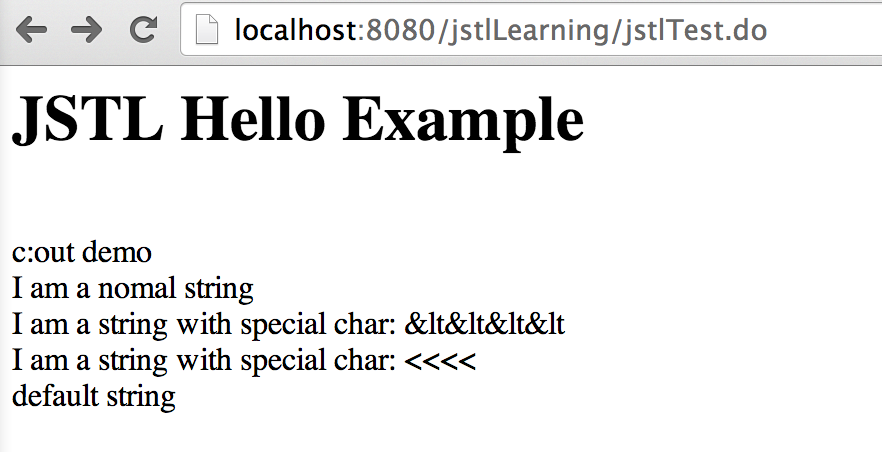 localhost:8080/jstlLearning/jstlTest.do
JSTL Hello Example
c:out demo
I am a nomal string
I am a string with special char: &lt&lt&lt&lt
I am a string with special char: <<<<
default string